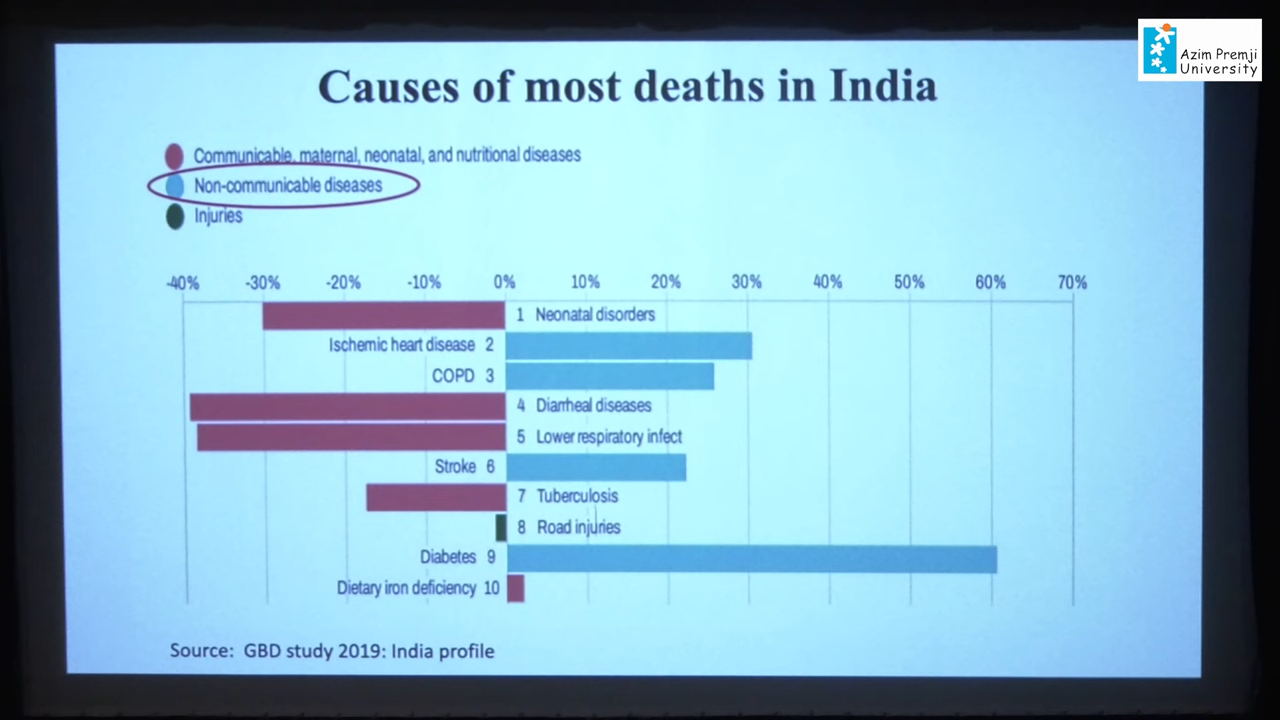 Azim Premji
University
Causes of most deaths in India
Communicable, maternal, neonatal, and nutritional diseases
Non-communicable diseases
Injuries
-40% -30% -20% -10% 0% 10% 20% 30% 40% 50% 60% 70%
1 Neonatal disorders
Ischemic heart disease 2
COPD 3
4 Diarrheal diseases
5 Lower respiratory infect
Stroke 6
7 Tuberculosis
8 Road injuries
Diabetes 9
Dietary iron deficiency 10
Source: GBD study 2019: India profile